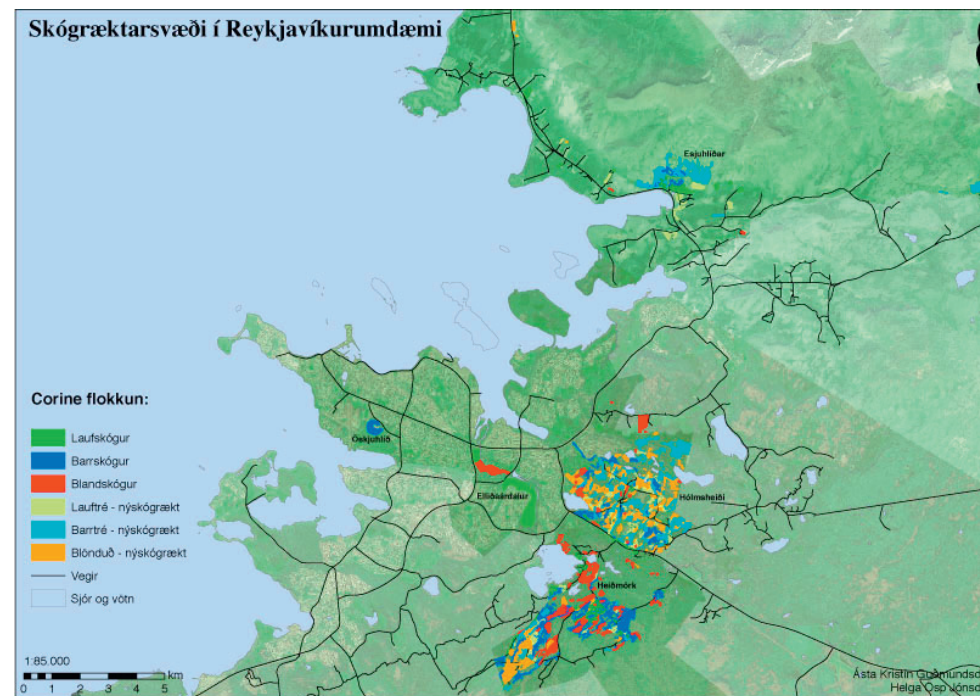 Skógræktarsvæði í Reykjavíkurumdæmi
Esjuhlíðar
Corine flokkun:
Laufskógur
Barrskógur
Blandskógur
Lauftré - nýskógrækt
Barrtré - nýskógrækt
Blönduð - nýskógrækt
Vegir
Sjór og vötn
Öskjuhlíð
Elliðaárdalur
Hólmsheiði
Heiðmörk
1:85.000
0 1 2 3 4 5 km
Ásta Kristín Guðmunds
Helga Ösp Jóns